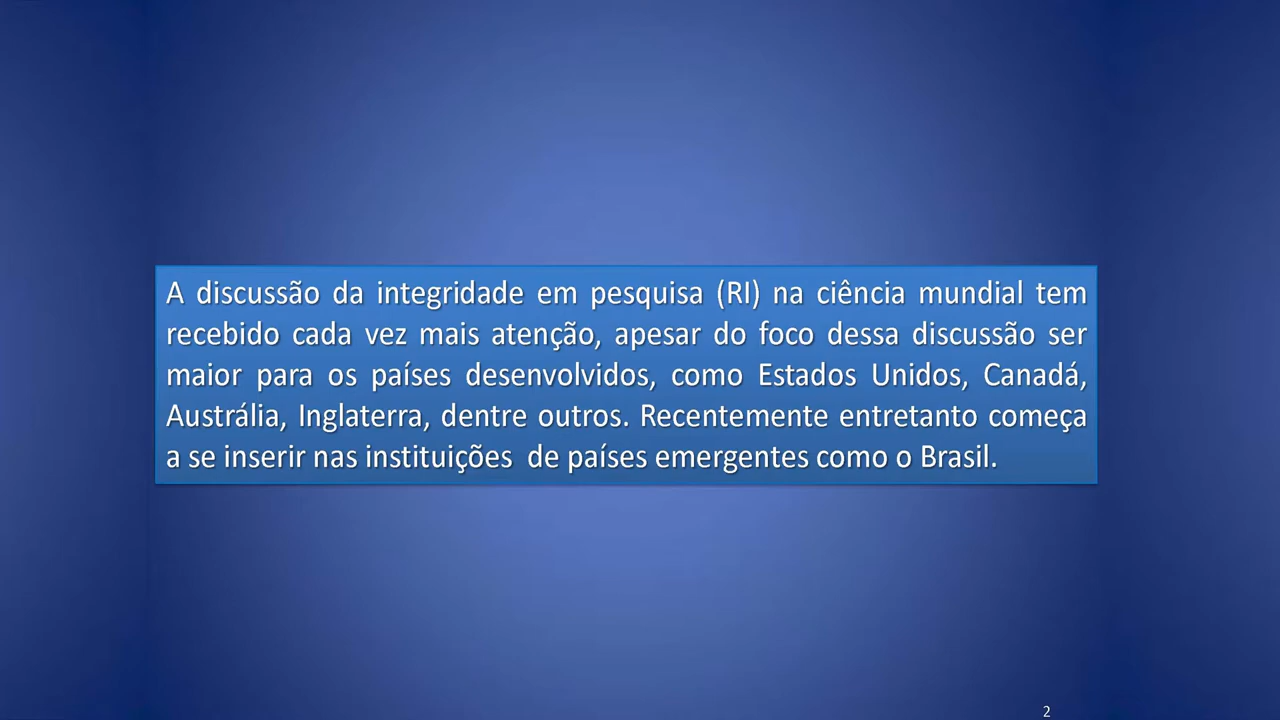 A discussão da integridade em pesquisa (RI) na ciência mundial tem
recebido cada vez mais atenção, apesar do foco dessa discussão ser
maior para os países desenvolvidos, como Estados Unidos, Canadá,
Austrália, Inglaterra, dentre outros. Recentemente entretanto começa
a se inserir nas instituições  de países emergentes como o Brasil.
2